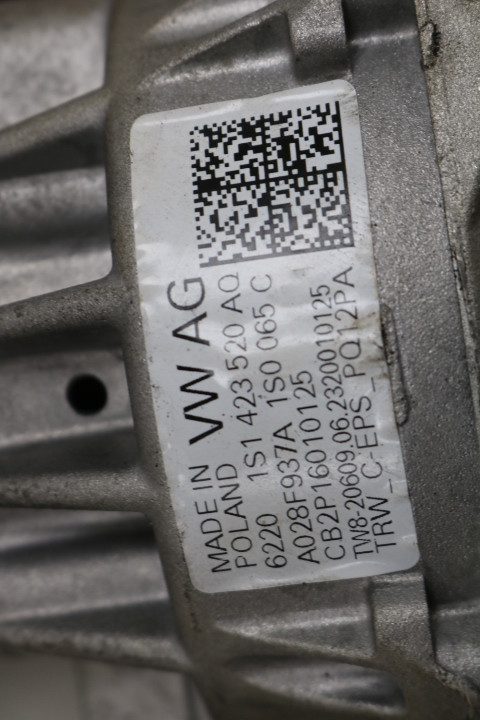 MADE IN
POLAND
VW AG
6220 1S1 423 520 AQ
A028F937A 1S0 065 C
CB2P16010125
TW8-20609.06.2320010125
TRW_C-EPS_PQ12PA